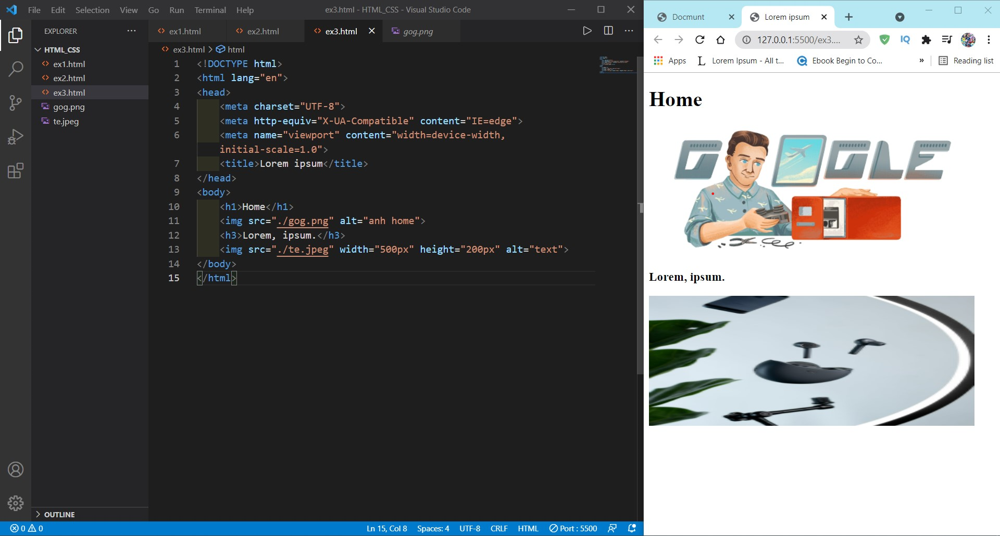 File Edit Selection View Go Run Terminal Help
ex3.html - HTML_CSS - Visual Studio Code
EXPLORER
HTML_CSS
ex1.html
ex2.html
ex3.html
gog.png
te.jpeg
OUTLINE
ex1.html ex2.html ex3.html gog.png
ex3.html > html
1 <!DOCTYPE html>
2 <html lang="en">
3 <head>
4 <meta charset="UTF-8">
5 <meta http-equiv="X-UA-Compatible" content="IE=edge">
6 <meta name="viewport" content="width=device-width,
initial-scale=1.0">
7 <title>Lorem ipsum</title>
8 </head>
9 <body>
10 <h1>Home</h1>
11 <img src="./gog.png" alt="anh home">
12 <h3>Lorem, ipsum.</h3>
13 <img src="./te.jpeg" width="500px" height="200px" alt="text">
14 </body>
15 </html>
0 0
Ln 15, Col 8 Spaces: 4 UTF-8 CRLF HTML Port : 5500
Docmunt Lorem ipsum
127.0.0.1:5500/ex3.... IQ
Apps L Lorem Ipsum - All t... Ebook Begin to Co... » Reading list
Home
GOOGLE
Lorem, ipsum.